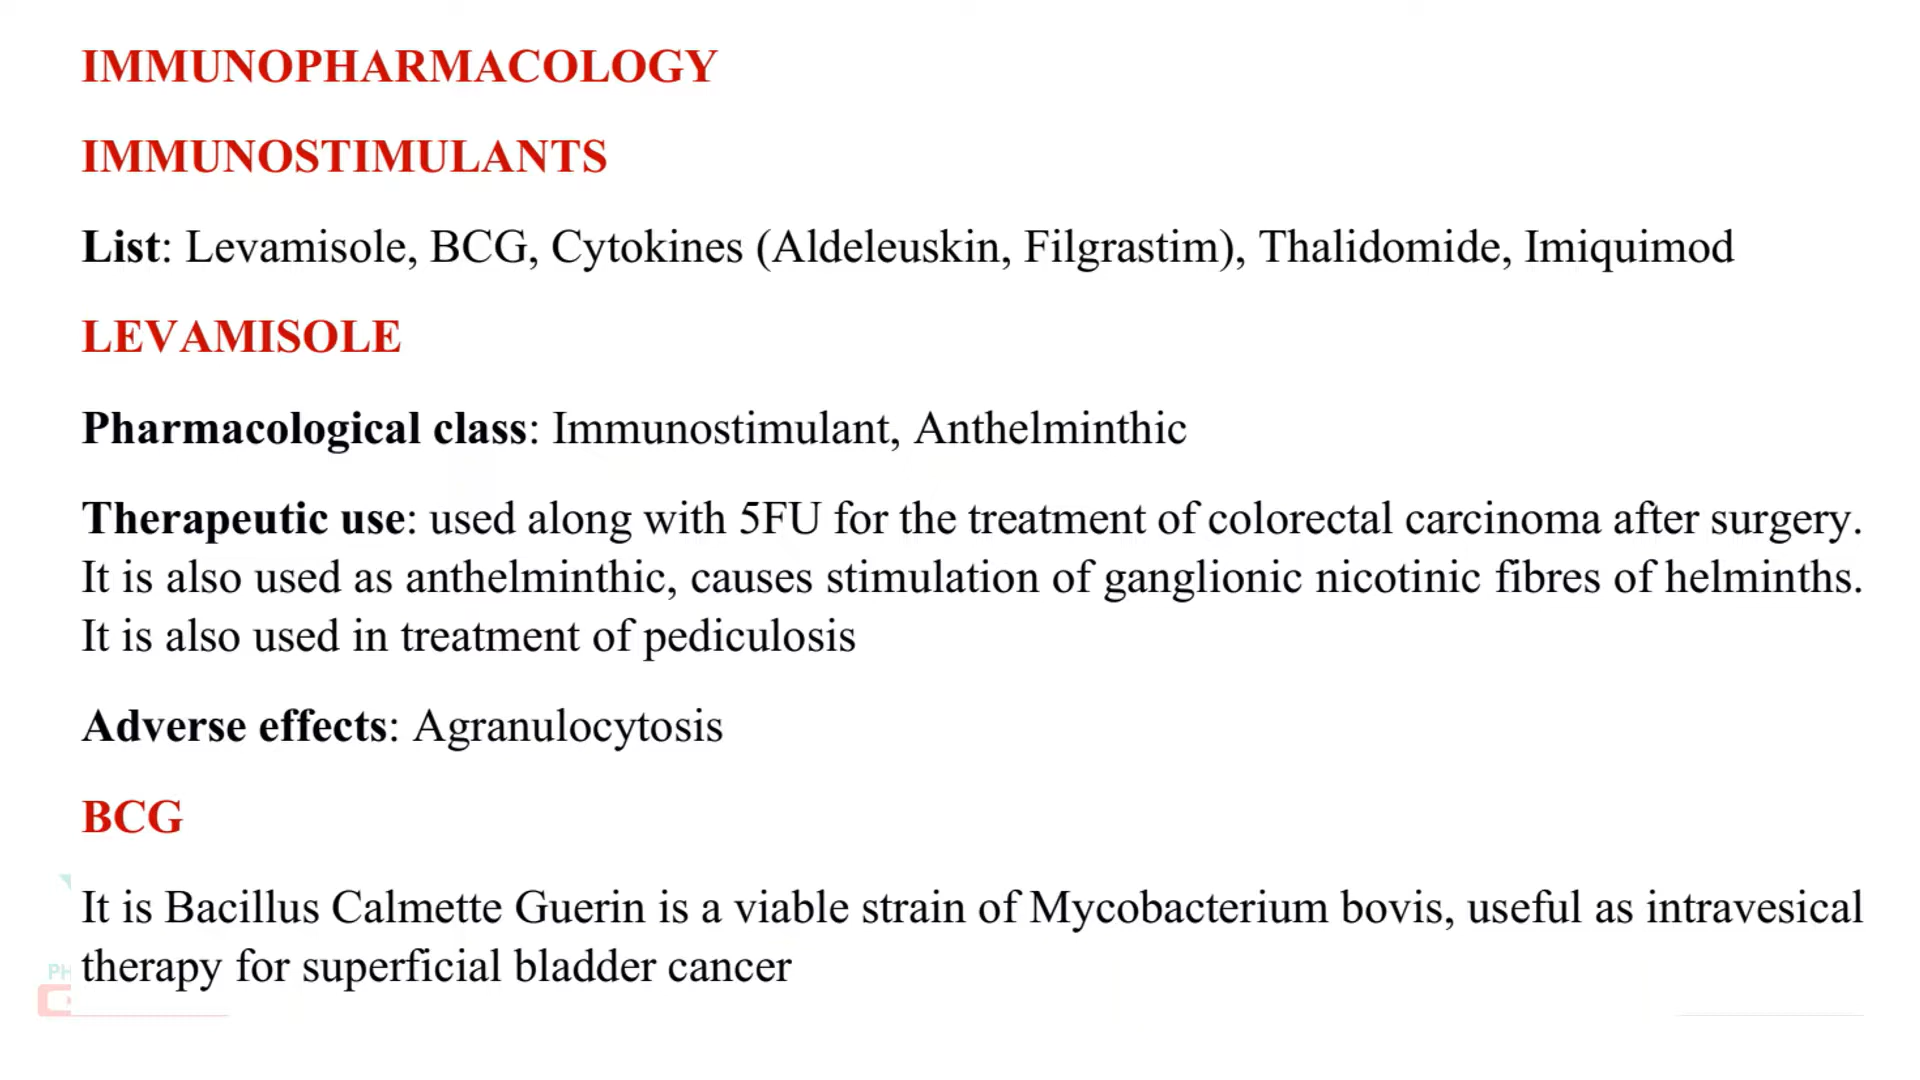 IMMUNOPHARMACOLOGY
IMMUNOSTIMULANTS
List: Levamisole, BCG, Cytokines (Aldeleuskin, Filgrastim), Thalidomide, Imiquimod
LEVAMISOLE
Pharmacological class: Immunostimulant, Anthelminthic
Therapeutic use: used along with 5FU for the treatment of colorectal carcinoma after surgery.
It is also used as anthelminthic, causes stimulation of ganglionic nicotinic fibres of helminths.
It is also used in treatment of pediculosis
Adverse effects: Agranulocytosis
BCG
It is Bacillus Calmette Guerin is a viable strain of Mycobacterium bovis, useful as intravesical
therapy for superficial bladder cancer
PH